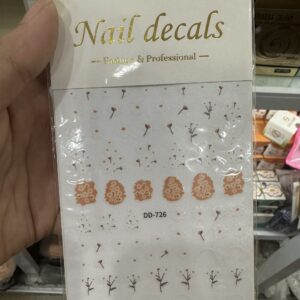 Nail decals
— Fashion & Professional —
DD-726